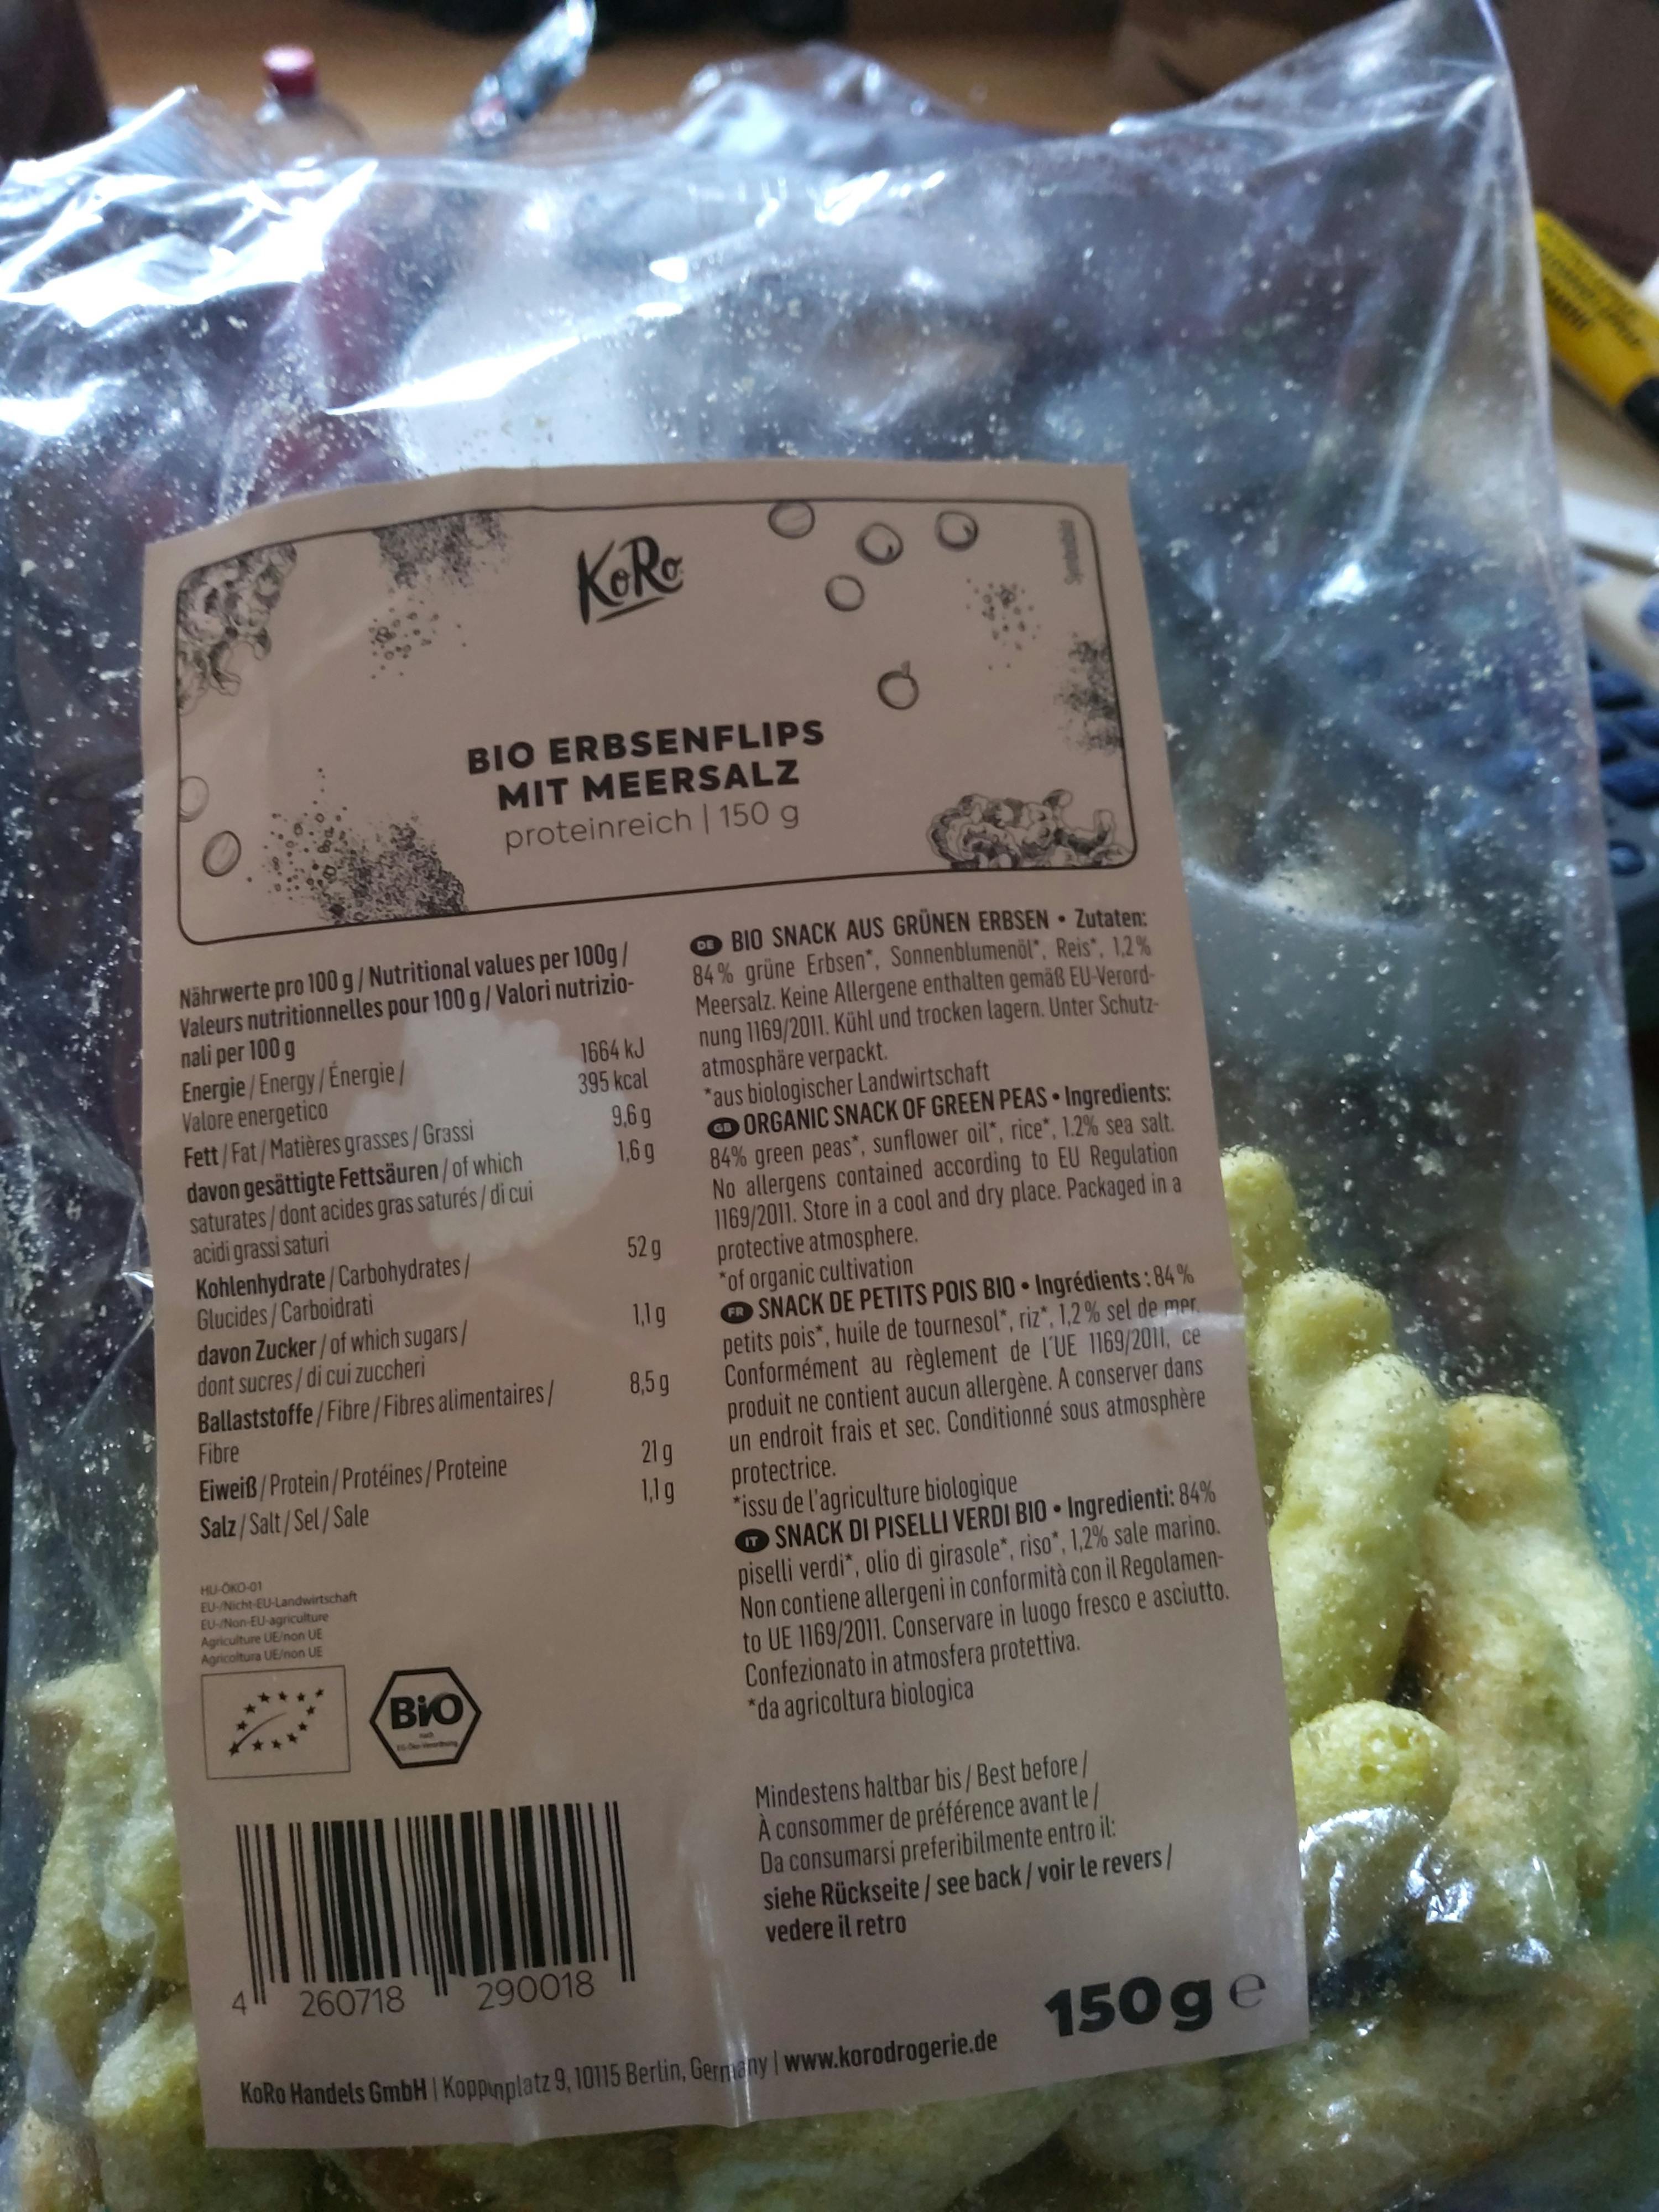 KoRo
Symbolbild
BIO ERBSENFLIPS
MIT MEERSALZ
proteinreich | 150 g
Nährwerte pro 100 g / Nutritional values per 100g /
Valeurs nutritionnelles pour 100 g / Valori nutrizio-
nali per 100 g
Energie / Energy / Énergie / 1664 kJ
Valore energetico 395 kcal
Fett / Fat / Matières grasses / Grassi 9,6 g
davon gesättigte Fettsäuren / of which 1,6 g
saturates / dont acides gras saturés / di cui
acidi grassi saturi
Kohlenhydrate / Carbohydrates / 52 g
Glucides / Carboidrati
davon Zucker / of which sugars / 1,1 g
dont sucres / di cui zuccheri
Ballaststoffe / Fibre / Fibres alimentaires / 8,5 g
Fibre
Eiweiß / Protein / Protéines / Proteine 21 g
Salz / Salt / Sel / Sale 1,1 g
HU-ÖKO-01
EU-/Nicht-EU-Landwirtschaft
EU-/Non-EU-agriculture
Agriculture UE/non UE
Agricoltura UE/non UE
BiO
nach
EG-Öko-Verordnung
4 260718 290018
DE BIO SNACK AUS GRÜNEN ERBSEN • Zutaten:
84 % grüne Erbsen*, Sonnenblumenöl*, Reis*, 1,2 %
Meersalz. Keine Allergene enthalten gemäß EU-Verord-
nung 1169/2011. Kühl und trocken lagern. Unter Schutz-
atmosphäre verpackt.
*aus biologischer Landwirtschaft
GB ORGANIC SNACK OF GREEN PEAS • Ingredients:
84% green peas*, sunflower oil*, rice*, 1.2% sea salt.
No allergens contained according to EU Regulation
1169/2011. Store in a cool and dry place. Packaged in a
protective atmosphere.
*of organic cultivation
FR SNACK DE PETITS POIS BIO • Ingrédients : 84 %
petits pois*, huile de tournesol*, riz*, 1,2 % sel de mer.
Conformément au règlement de l'UE 1169/2011, ce
produit ne contient aucun allergène. A conserver dans
un endroit frais et sec. Conditionné sous atmosphère
protectrice.
*issu de l'agriculture biologique
IT SNACK DI PISELLI VERDI BIO • Ingredienti: 84%
piselli verdi*, olio di girasole*, riso*, 1,2% sale marino.
Non contiene allergeni in conformità con il Regolamen-
to UE 1169/2011. Conservare in luogo fresco e asciutto.
Confezionato in atmosfera protettiva.
*da agricoltura biologica
Mindestens haltbar bis / Best before /
À consommer de préférence avant le /
Da consumarsi preferibilmente entro il:
siehe Rückseite / see back / voir le revers /
vedere il retro
150 g e
KoRo Handels GmbH | Koppenplatz 9, 10115 Berlin, Germany | www.korodrogerie.de